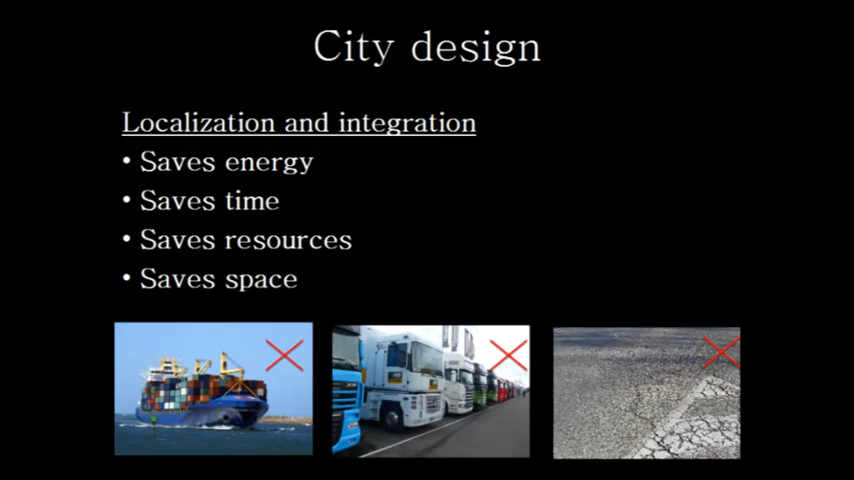 City design
Localization and integration
• Saves energy
• Saves time
• Saves resources
• Saves space